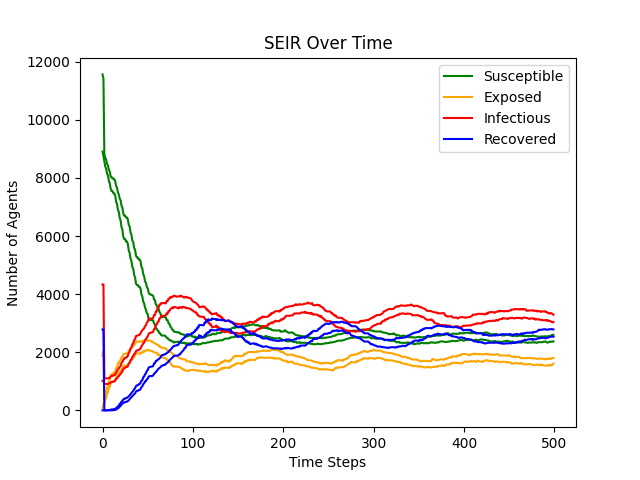 SEIR Over Time
Number of Agents
12000
10000
8000
6000
4000
2000
0
Susceptible
Exposed
Infectious
Recovered
0 100 200 300 400 500
Time Steps